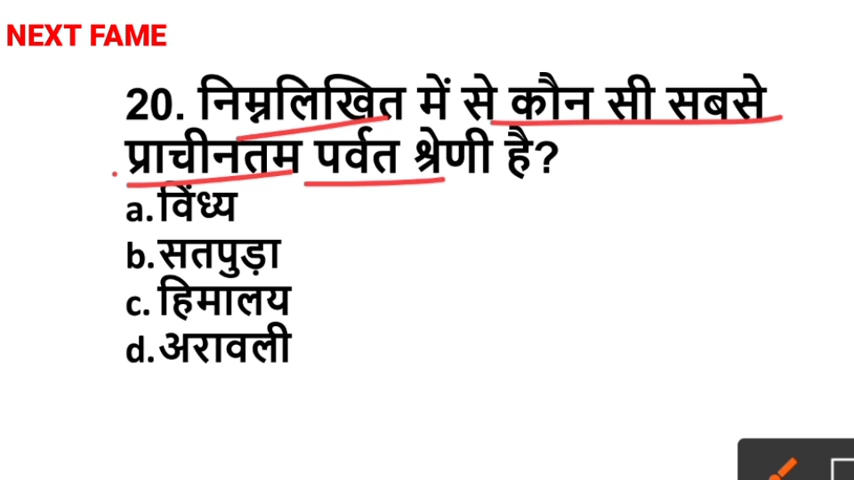 NEXT FAME
20. निम्नलिखित में से कौन सी सबसे
प्राचीनतम पर्वत श्रेणी है?
a.विंध्य
b.सतपुड़ा
c. हिमालय
d.अरावली